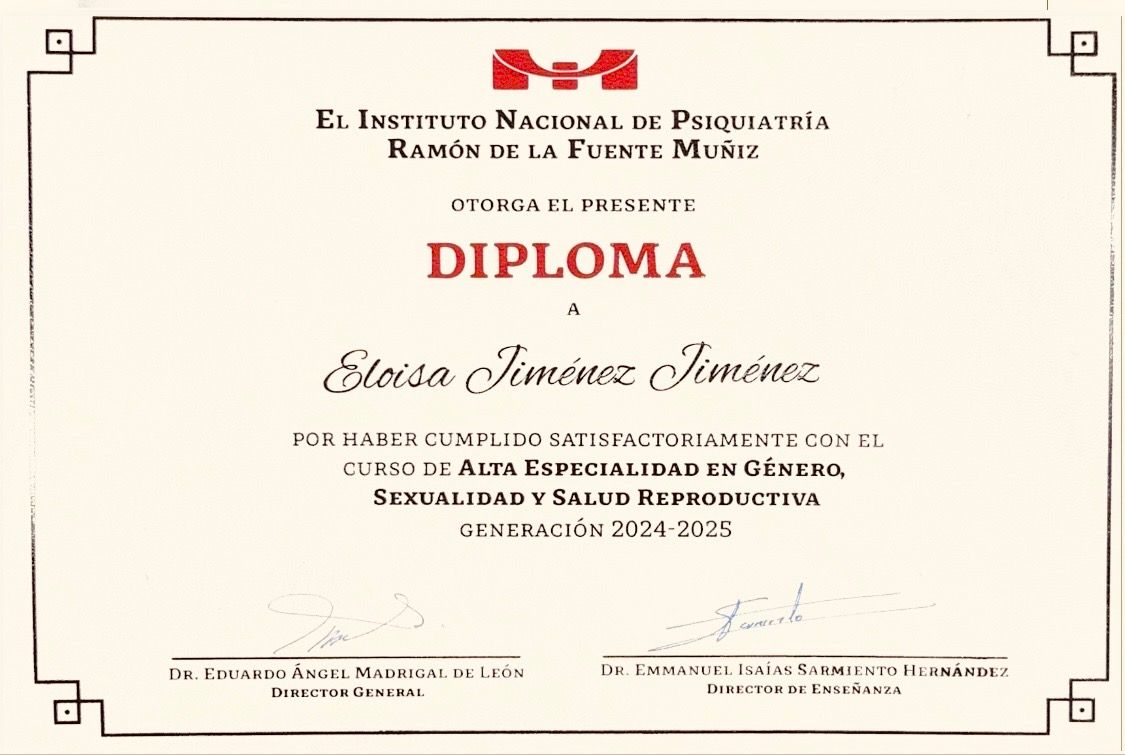 El Instituto Nacional de Psiquiatría
Ramón de la Fuente Muñiz
otorga el presente
DIPLOMA
A
Eloisa Jiménez Jiménez
por haber cumplido satisfactoriamente con el
curso de Alta Especialidad en Género,
Sexualidad y Salud Reproductiva
generación 2024-2025
Dr. Eduardo Ángel Madrigal de León
Director General
Dr. Emmanuel Isaías Sarmiento Hernández
Director de Enseñanza